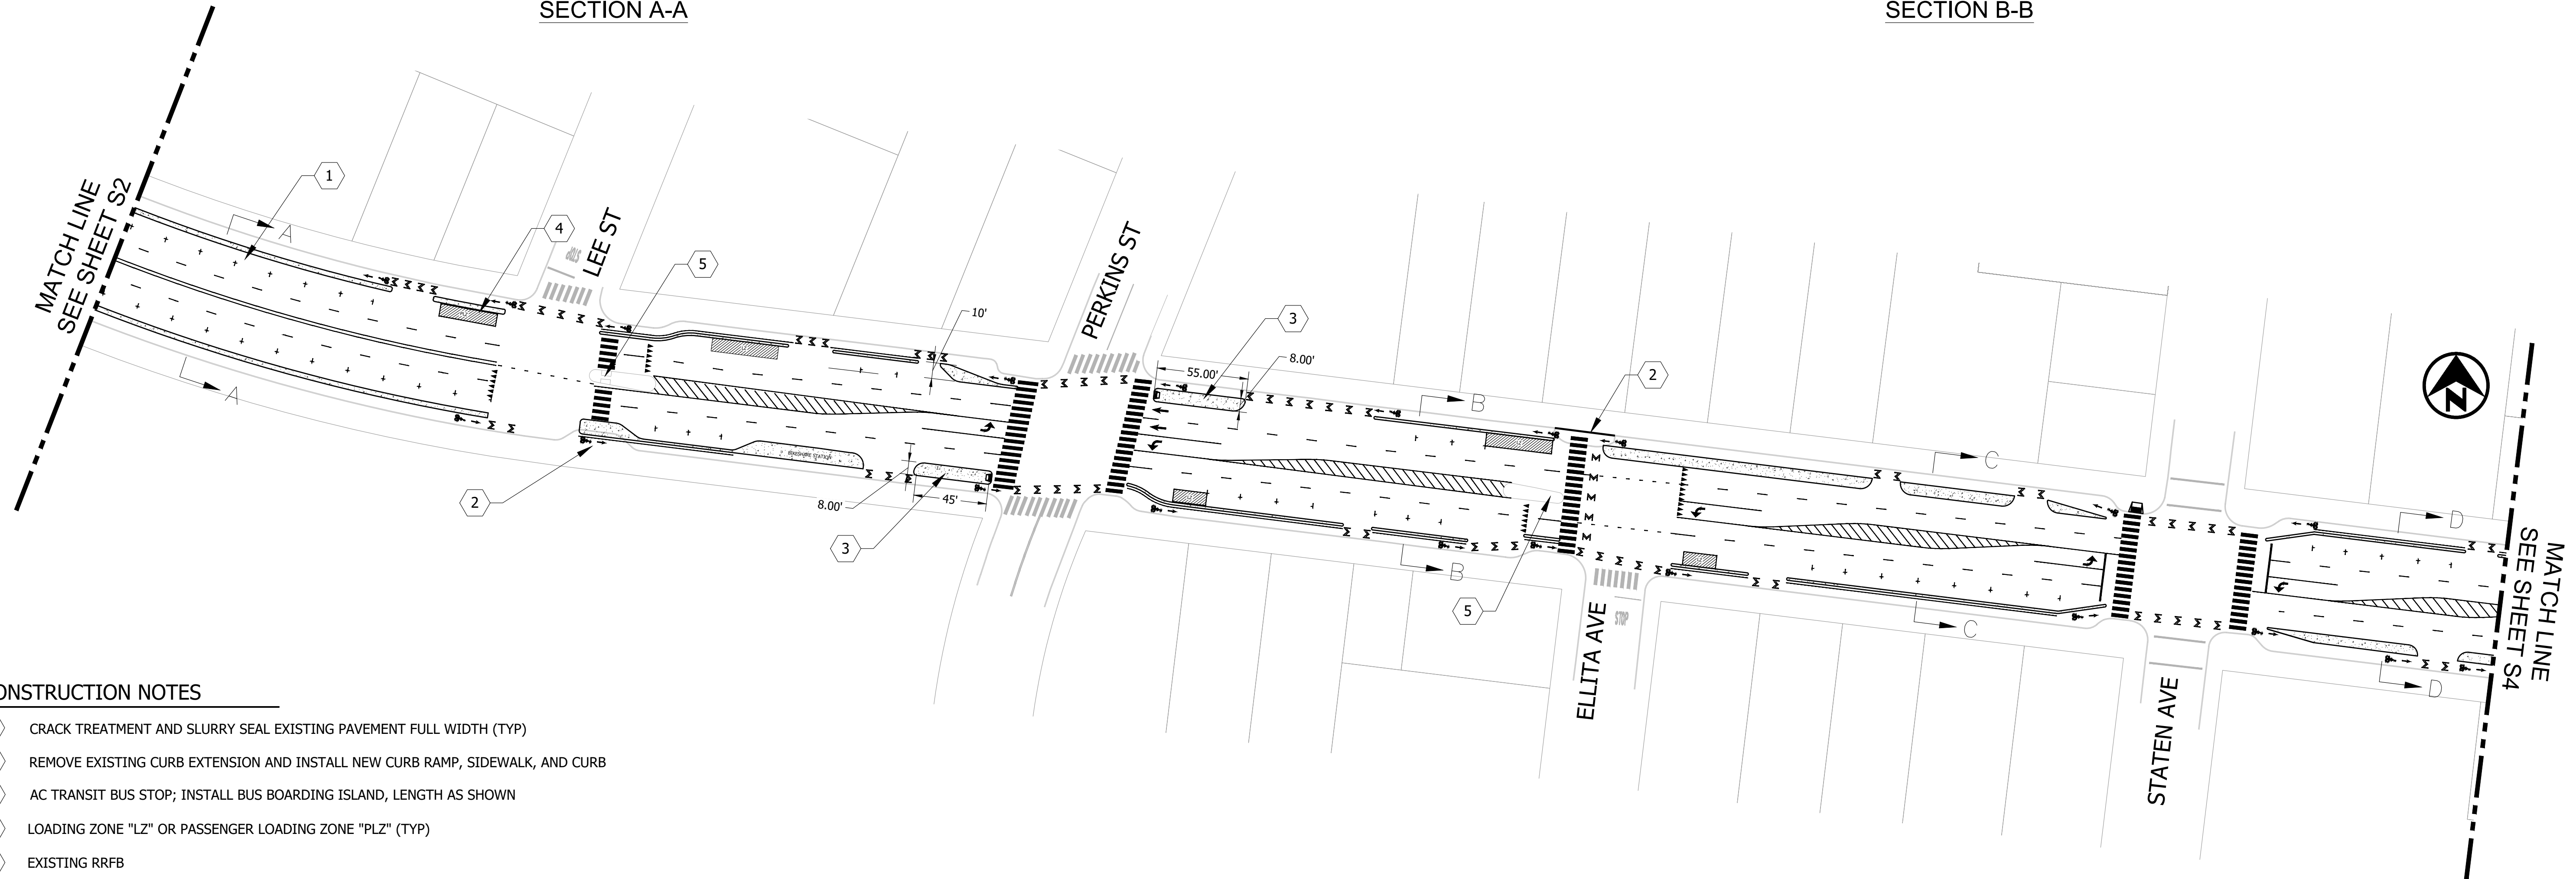 SECTION A-A
SECTION B-B
MATCH LINE
SEE SHEET S2
1
A
4
LEE ST
STOP
5
10'
PERKINS ST
3
55.00'
8.00'
2
B
C
N
D
MATCH LINE
SEE SHEET S4
A
2
BIKESHARE STATION
8.00'
45'
3
B
5
ELLITA AVE
STOP
C
STATEN AVE
D
ONSTRUCTION NOTES
CRACK TREATMENT AND SLURRY SEAL EXISTING PAVEMENT FULL WIDTH (TYP)
REMOVE EXISTING CURB EXTENSION AND INSTALL NEW CURB RAMP, SIDEWALK, AND CURB
AC TRANSIT BUS STOP; INSTALL BUS BOARDING ISLAND, LENGTH AS SHOWN
LOADING ZONE "LZ" OR PASSENGER LOADING ZONE "PLZ" (TYP)
EXISTING RRFB